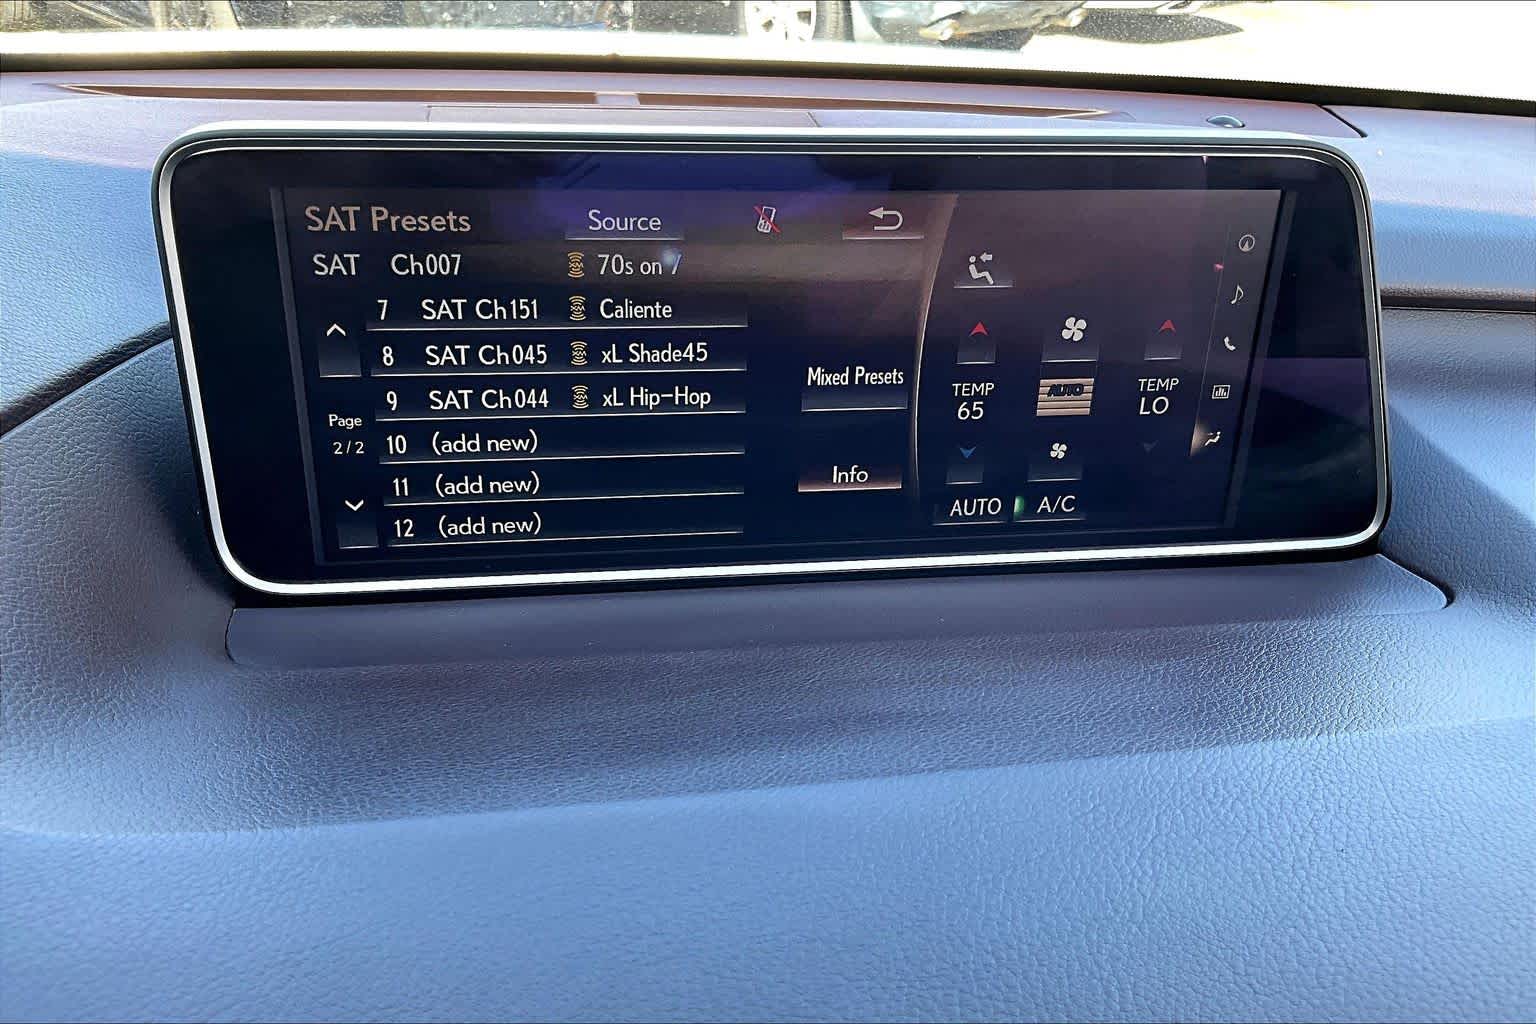 SAT Presets Source
SAT Ch007 70s on 7
7 SAT Ch151 Caliente
8 SAT Ch045 xL Shade45
9 SAT Ch044 xL Hip-Hop
Page
2/2
10 (add new)
11 (add new)
12 (add new)
Mixed Presets
Info
TEMP
65
AUTO
TEMP
LO
AUTO A/C